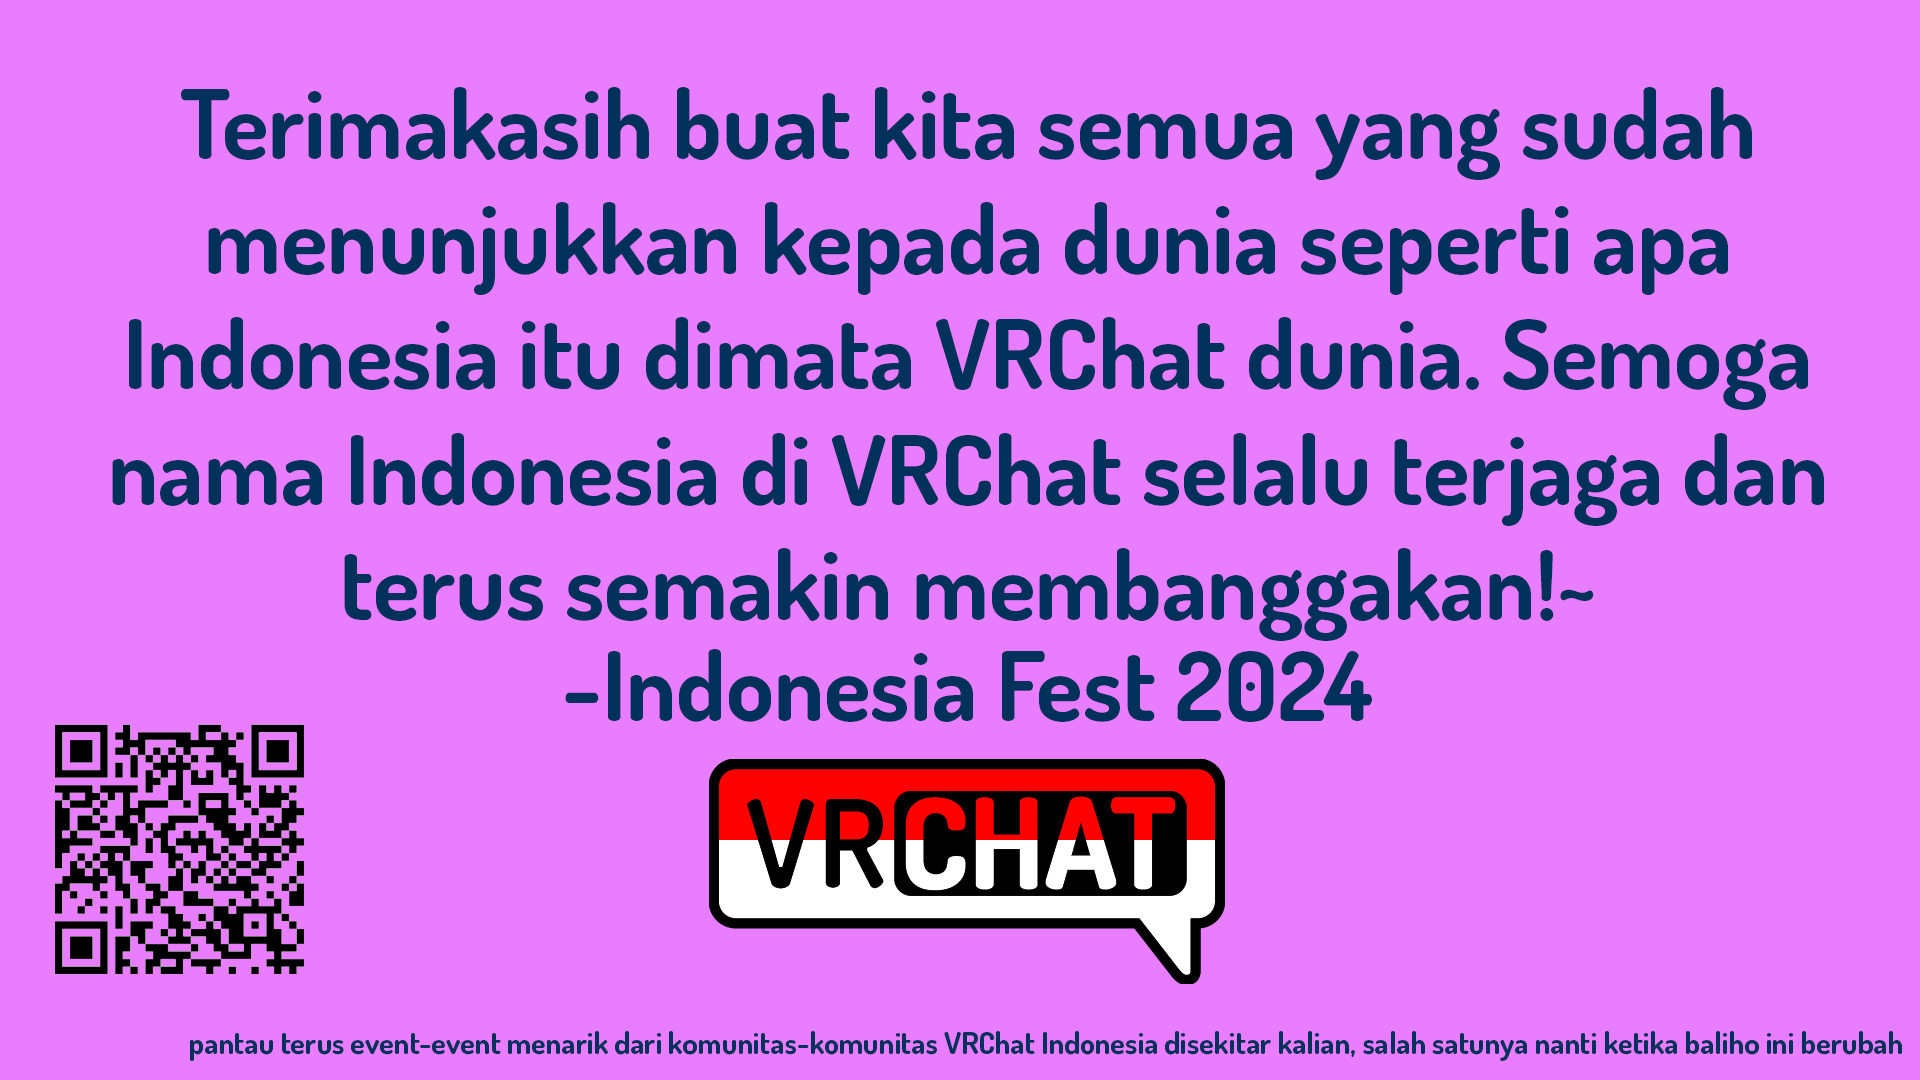 Terimakasih buat kita semua yang sudah
menunjukkan kepada dunia seperti apa
Indonesia itu dimata VRChat dunia. Semoga
nama Indonesia di VRChat selalu terjaga dan
terus semakin membanggakan!~
-Indonesia Fest 2024
VRCHAT
pantau terus event-event menarik dari komunitas-komunitas VRChat Indonesia disekitar kalian, salah satunya nanti ketika baliho ini berubah